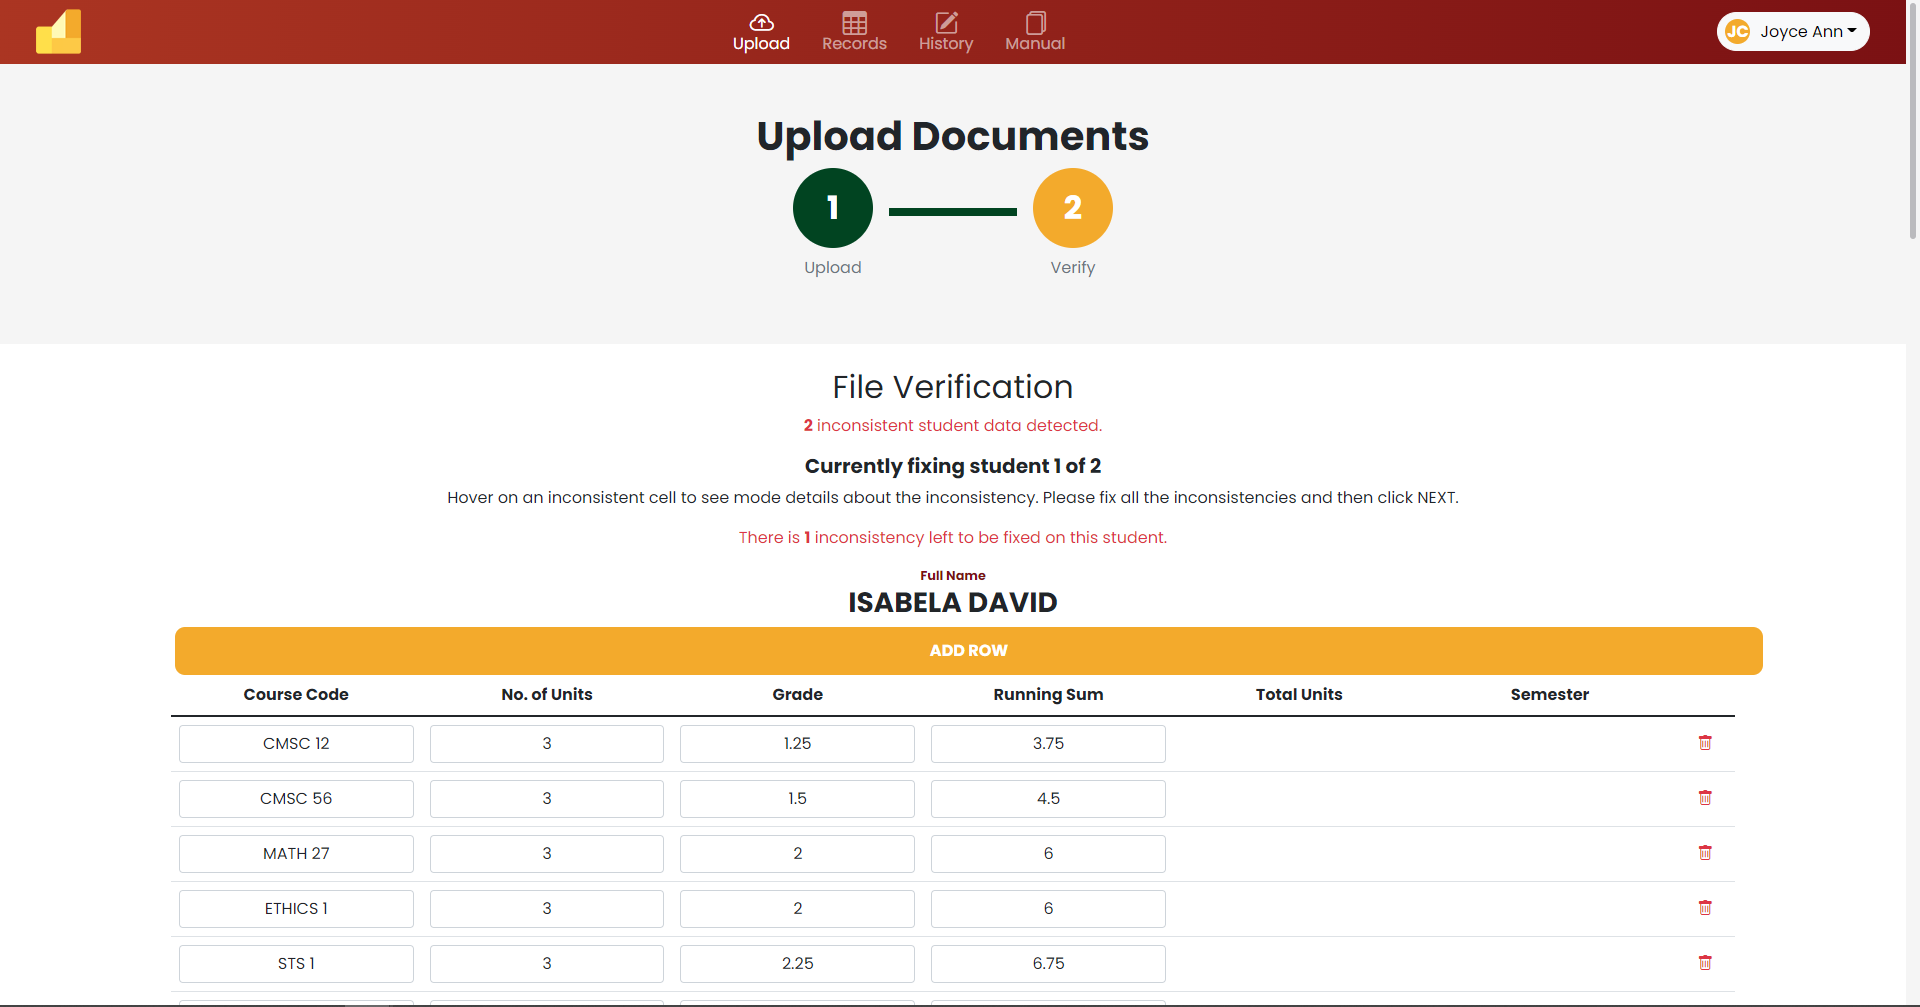 Upload Records History Manual
JC Joyce Ann
Upload Documents
1 2
Upload Verify
File Verification
2 inconsistent student data detected.
Currently fixing student 1 of 2
Hover on an inconsistent cell to see mode details about the inconsistency. Please fix all the inconsistencies and then click NEXT.
There is 1 inconsistency left to be fixed on this student.
Full Name
ISABELA DAVID
ADD ROW
Course Code No. of Units Grade Running Sum Total Units Semester
CMSC 12 3 1.25 3.75
CMSC 56 3 1.5 4.5
MATH 27 3 2 6
ETHICS 1 3 2 6
STS 1 3 2.25 6.75